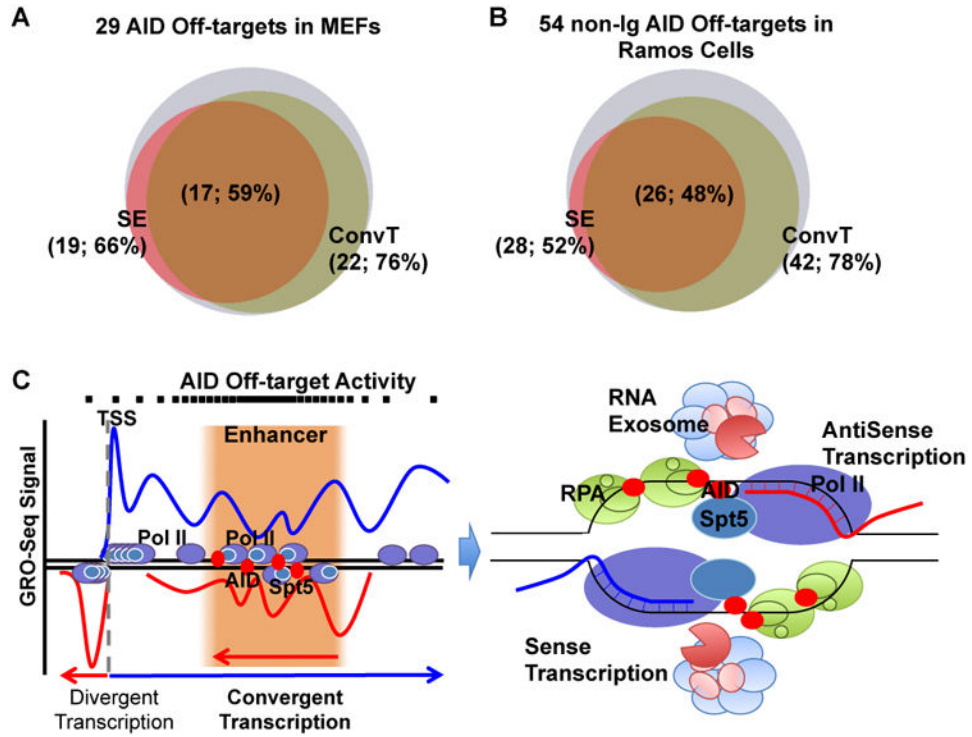 A
29 AID Off-targets in MEFs
(17; 59%)
SE
(19; 66%)
ConvT
(22; 76%)
B
54 non-Ig AID Off-targets in
Ramos Cells
(26; 48%)
SE
(28; 52%)
ConvT
(42; 78%)
C
AID Off-target Activity
TSS
Enhancer
GRO-Seq Signal
Pol II
Pol II
AID
Spt5
Divergent
Transcription
Convergent
Transcription
RNA
Exosome
AntiSense
Transcription
RPA
AID
Pol II
Spt5
Sense
Transcription